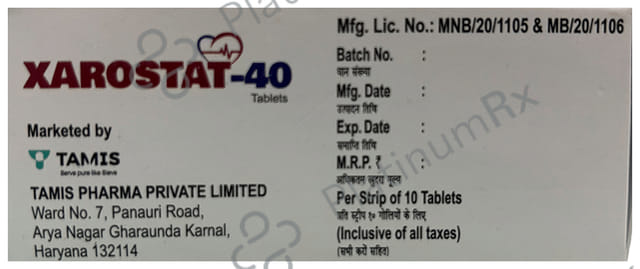 XAROSTAT-40
Tablets
Marketed by
TAMIS
Serve pure like Sieve
TAMIS PHARMA PRIVATE LIMITED
Ward No. 7, Panauri Road,
Arya Nagar Gharaunda Karnal,
Haryana 132114
Mfg. Lic. No.: MNB/20/1105 & MB/20/1106
Batch No. :
वान संख्या
Mfg. Date :
उत्पादन तिथि
Exp. Date :
समाप्ति तिथि
M.R.P. ₹ :
अधिकतम खुदरा मूल्य
Per Strip of 10 Tablets
प्रति स्ट्रीप १० गोलियों के लिए
(Inclusive of all taxes)
(सभी करों सहित)
PlatinumRx